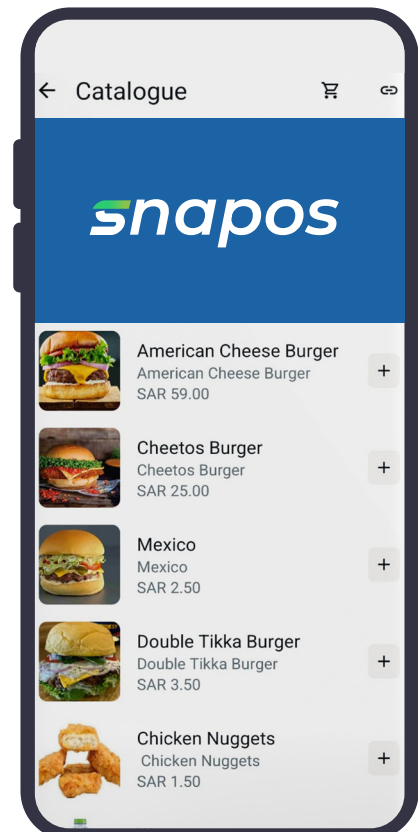 Catalogue
snapos
American Cheese Burger
American Cheese Burger
SAR 59.00
+
Cheetos Burger
Cheetos Burger
SAR 25.00
+
Mexico
Mexico
SAR 2.50
+
Double Tikka Burger
Double Tikka Burger
SAR 3.50
+
Chicken Nuggets
Chicken Nuggets
SAR 1.50
+